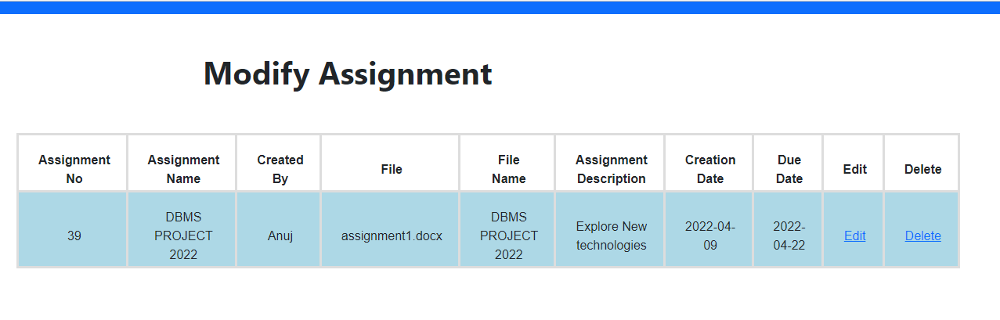 Modify Assignment
Assignment No | Assignment Name | Created By | File | File Name | Assignment Description | Creation Date | Due Date | Edit | Delete
39 | DBMS PROJECT 2022 | Anuj | assignment1.docx | DBMS PROJECT 2022 | Explore New technologies | 2022-04-09 | 2022-04-22 | Edit | Delete